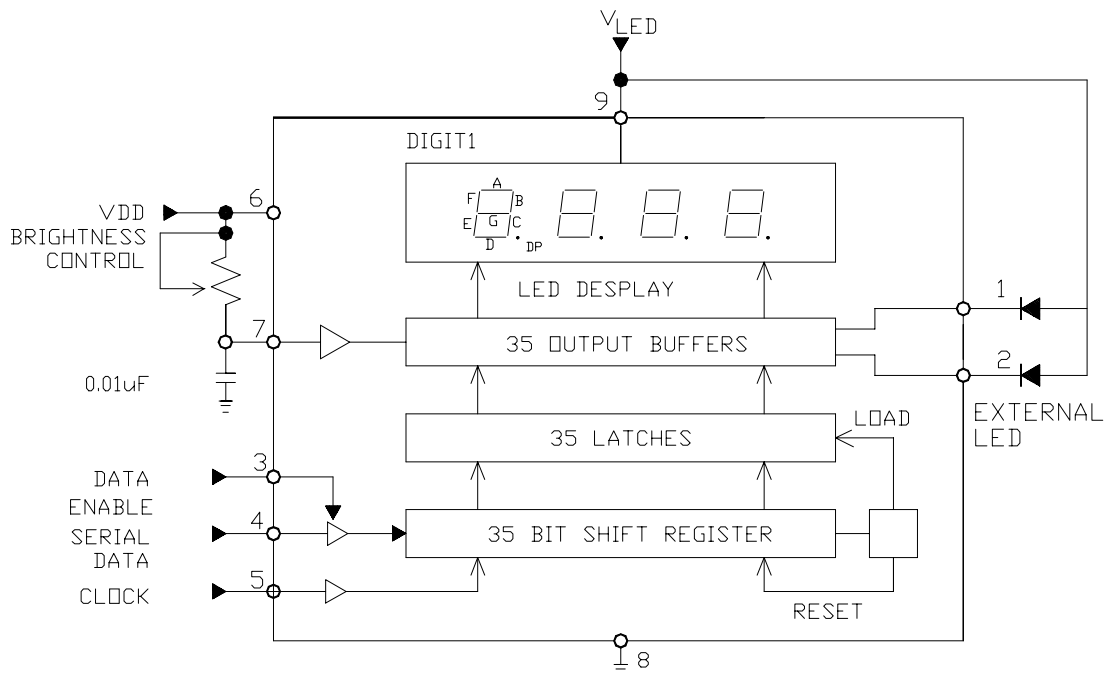 VLED
9
DIGIT1
A
F
B
G
E
C
D
DP
6
VDD
BRIGHTNESS
CONTROL
LED DESPLAY
1
7
35 OUTPUT BUFFERS
2
0.01uF
EXTERNAL
LED
LOAD
35 LATCHES
3
DATA
ENABLE
4
SERIAL
DATA
35 BIT SHIFT REGISTER
5
CLOCK
RESET
8